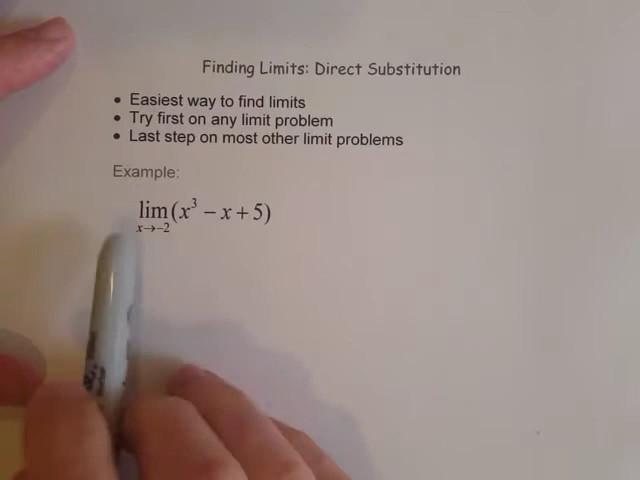 Finding Limits: Direct Substitution
• Easiest way to find limits
• Try first on any limit problem
• Last step on most other limit problems
Example:
lim (x³ − x + 5)
x→−2